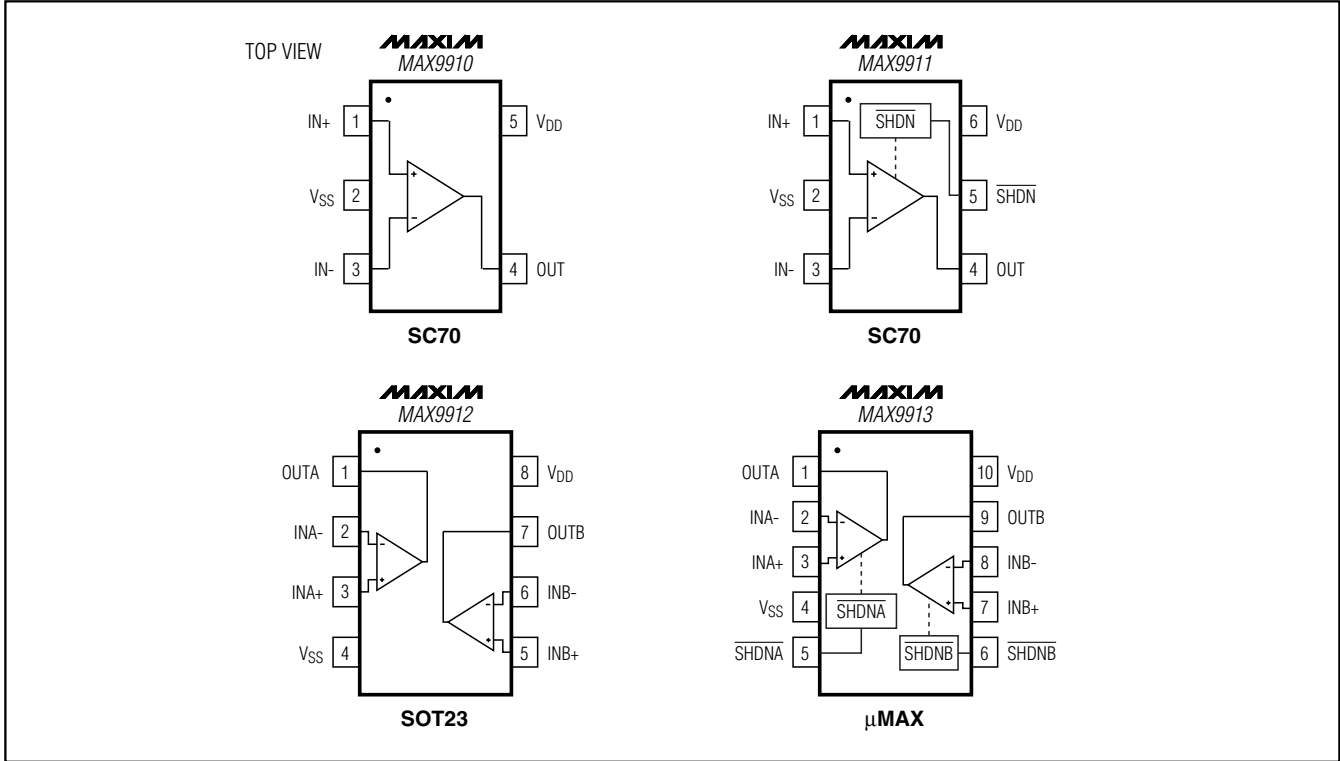 TOP VIEW
MAXIM
MAX9910
IN+ 1
5 VDD
VSS 2
IN- 3
4 OUT
+
−
SC70
MAXIM
MAX9911
IN+ 1
SHDN
6 VDD
VSS 2
5 SHDN
IN- 3
4 OUT
+
−
SC70
MAXIM
MAX9912
OUTA 1
8 VDD
INA- 2
7 OUTB
INA+ 3
6 INB-
VSS 4
5 INB+
−
+
−
+
SOT23
MAXIM
MAX9913
OUTA 1
10 VDD
INA- 2
9 OUTB
INA+ 3
8 INB-
VSS 4
SHDNA
7 INB+
SHDNA 5
SHDNB
6 SHDNB
−
+
−
+
μMAX